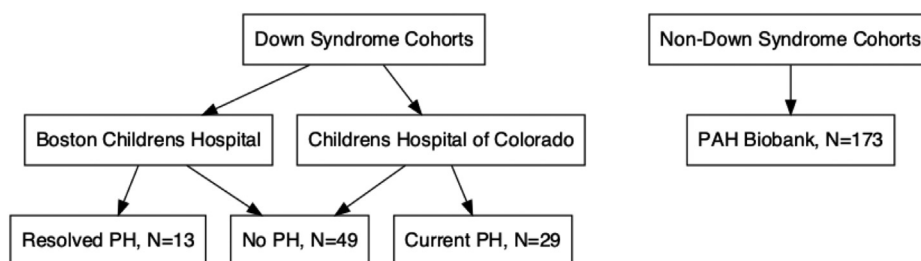 Down Syndrome Cohorts
Non-Down Syndrome Cohorts
Boston Childrens Hospital
Childrens Hospital of Colorado
PAH Biobank, N=173
Resolved PH, N=13
No PH, N=49
Current PH, N=29